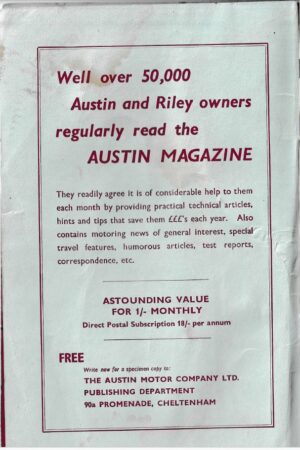 Well over 50,000
Austin and Riley owners
regularly read the
AUSTIN MAGAZINE
They readily agree it is of considerable help to them
each month by providing practical technical articles,
hints and tips that save them £££'s each year. Also
contains motoring news of general interest, special
travel features, humorous articles, test reports,
correspondence, etc.
ASTOUNDING VALUE
FOR 1/- MONTHLY
Direct Postal Subscription 18/- per annum
FREE
Write now for a specimen copy to:
THE AUSTIN MOTOR COMPANY LTD.
PUBLISHING DEPARTMENT
90a PROMENADE, CHELTENHAM